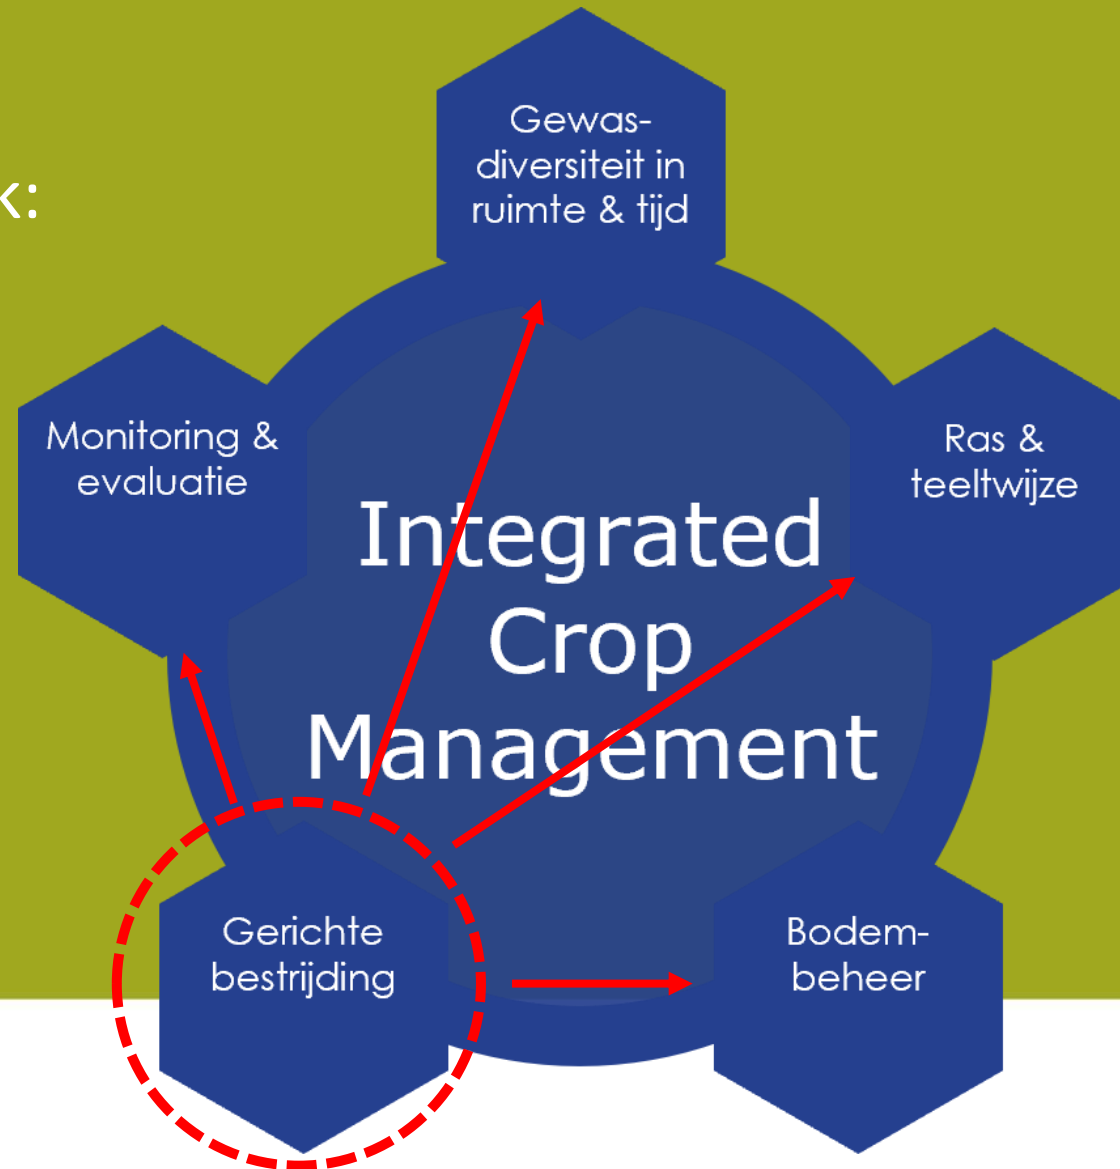 k:
Gewas-
diversiteit in
ruimte & tijd
Monitoring &
evaluatie
Ras &
teeltwijze
Integrated
Crop
Management
Gerichte
bestrijding
Bodem-
beheer